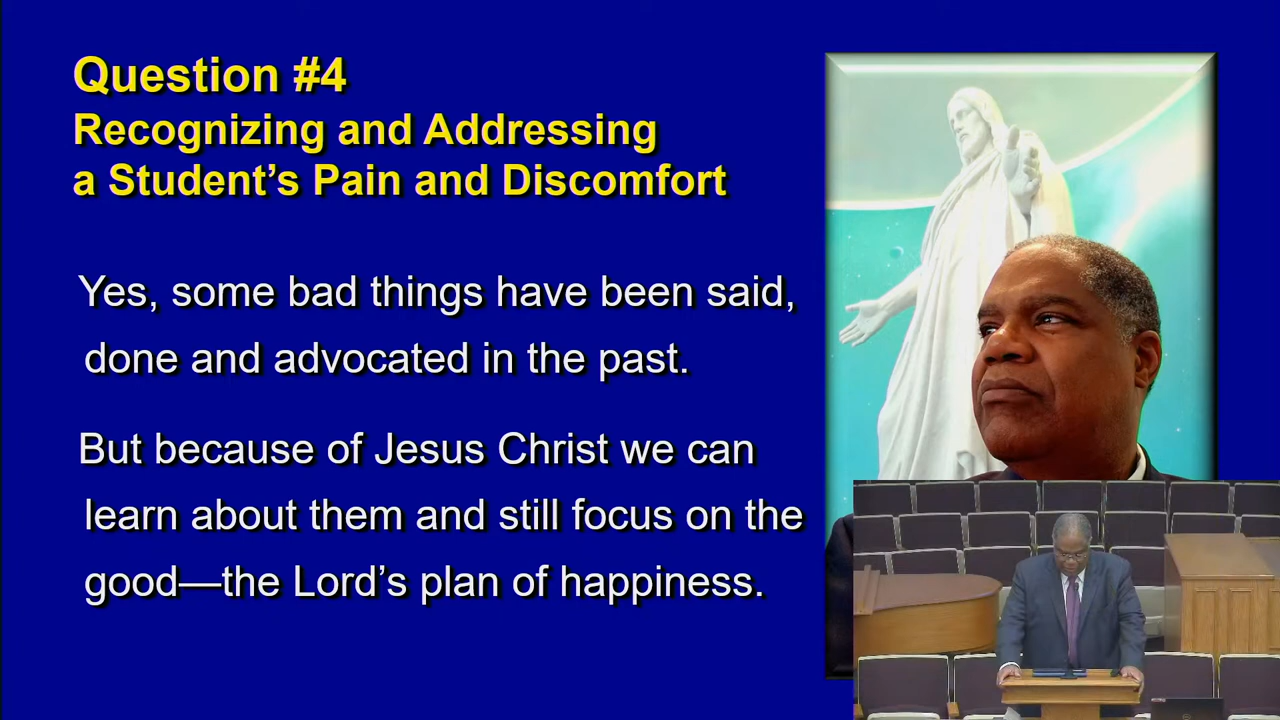 Question #4
Recognizing and Addressing
a Student’s Pain and Discomfort
Yes, some bad things have been said,
done and advocated in the past.
But because of Jesus Christ we can
learn about them and still focus on the
good—the Lord’s plan of happiness.